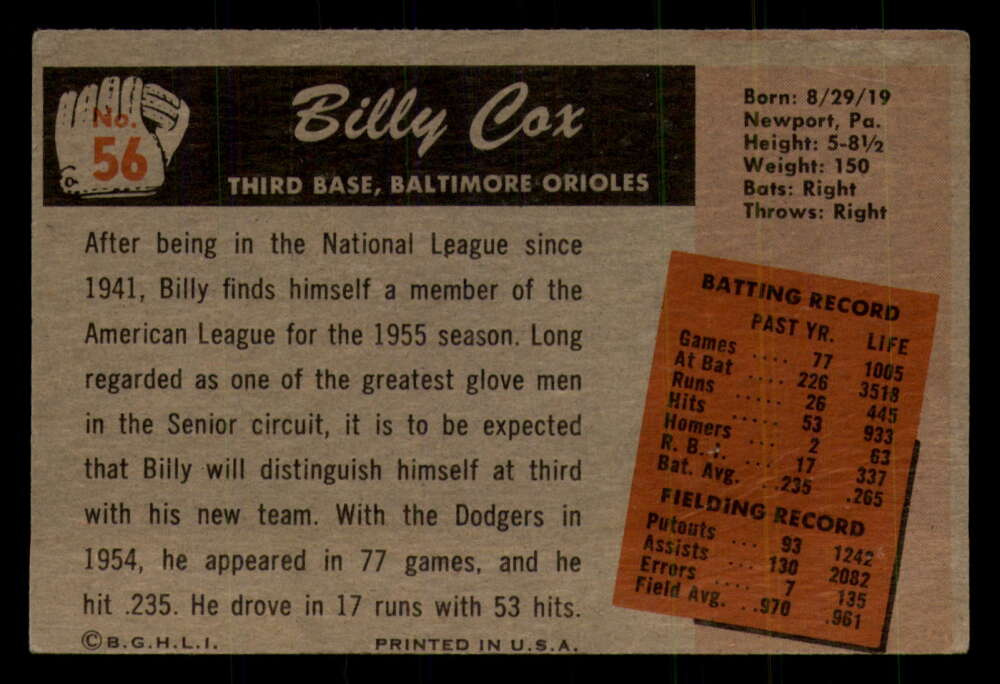 No.
56
Billy Cox
THIRD BASE, BALTIMORE ORIOLES
Born: 8/29/19
Newport, Pa.
Height: 5-8½
Weight: 150
Bats: Right
Throws: Right
After being in the National League since
1941, Billy finds himself a member of the
American League for the 1955 season. Long
regarded as one of the greatest glove men
in the Senior circuit, it is to be expected
that Billy will distinguish himself at third
with his new team. With the Dodgers in
1954, he appeared in 77 games, and he
hit .235. He drove in 17 runs with 53 hits.
BATTING RECORD
PAST YR. LIFE
Games .... 77 1005
At Bat .... 226 3518
Runs ..... 26 445
Hits ..... 53 933
Homers ... 2 63
R. B. I. ... 17 337
Bat. Avg. ...235 .265
FIELDING RECORD
Putouts ... 93 1242
Assists ... 130 2082
Errors .... 7 135
Field Avg. ..970 .961
©B.G.H.L.I. PRINTED IN U.S.A.